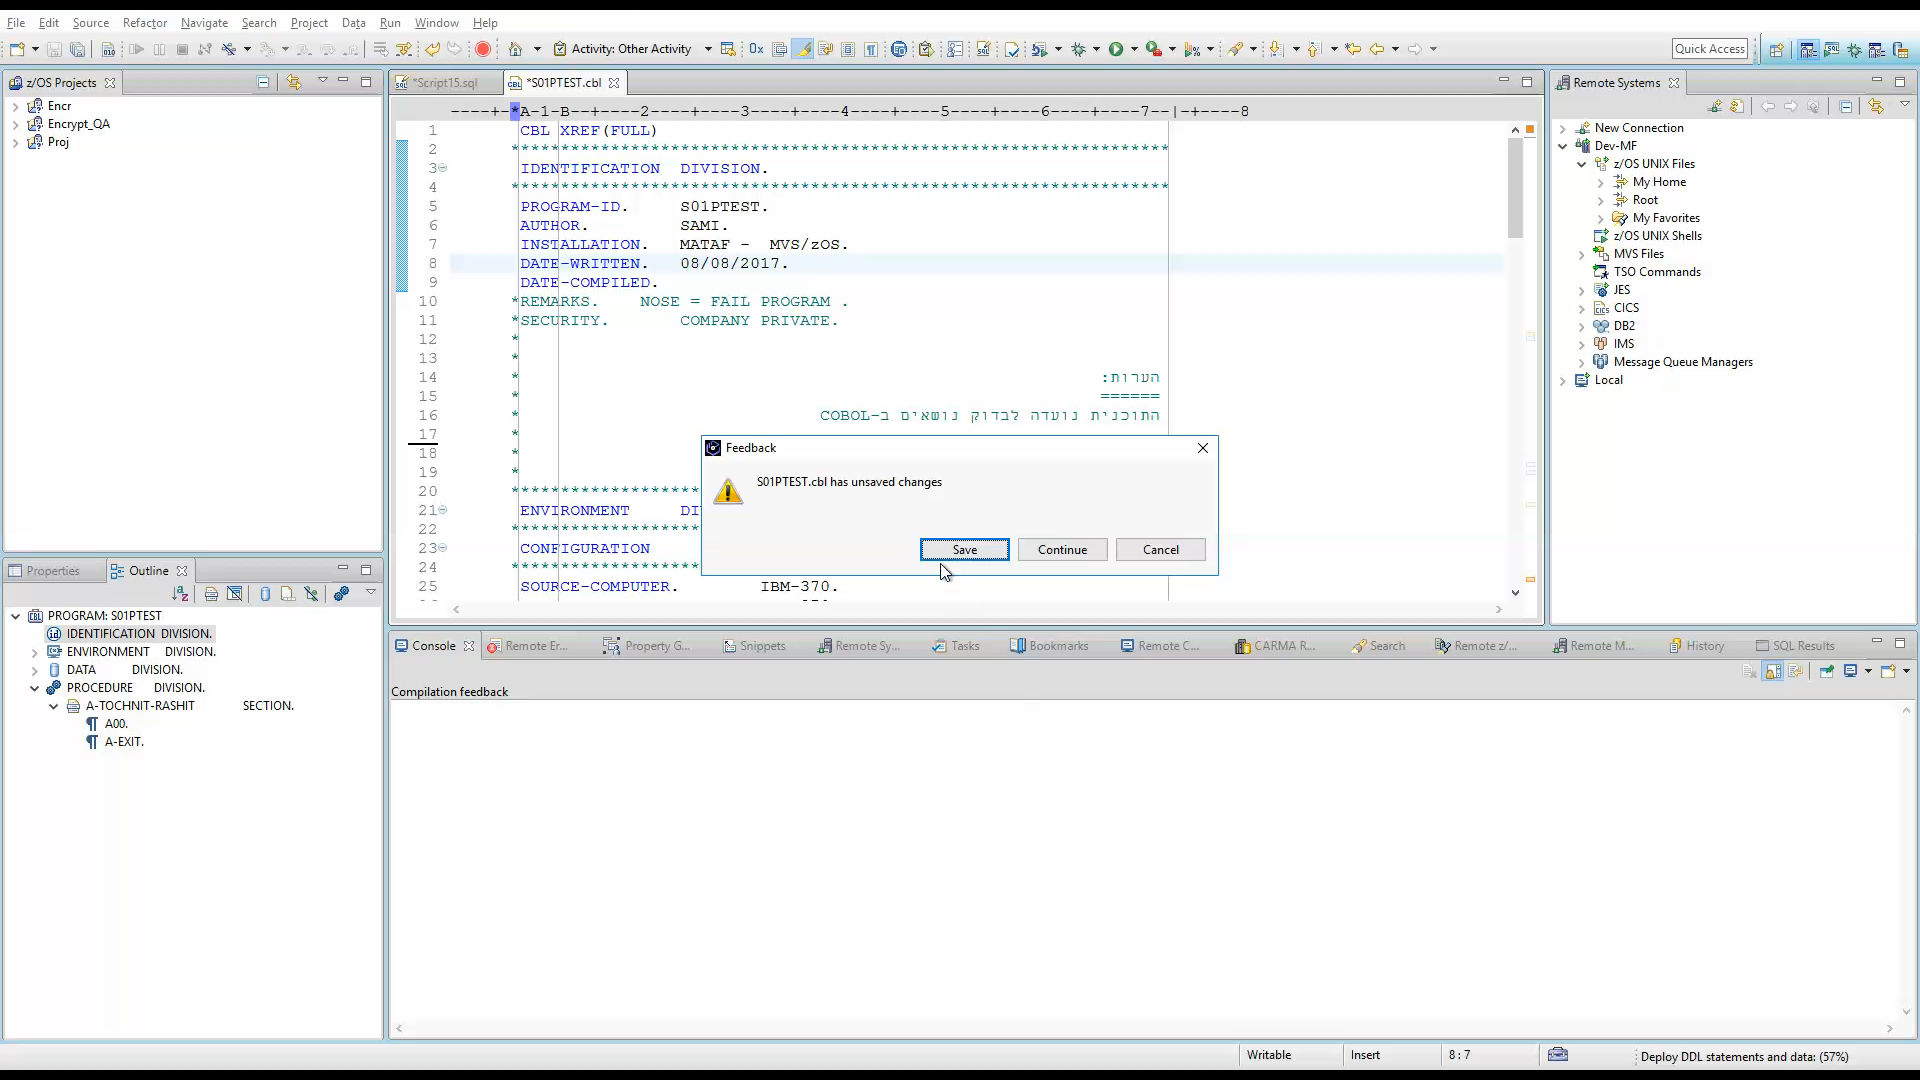 File Edit Source Refactor Navigate Search Project Data Run Window Help
Activity: Other Activity
Quick Access
z/OS Projects
*Script15.sql
*S01PTEST.cbl
Remote Systems
Encr
Encrypt_QA
Proj
----+-*A-1-B--+----2----+----3----+----4----+----5----+----6----+----7--|-+----8
1 CBL XREF(FULL)
2 *****************************************************************
3 IDENTIFICATION  DIVISION.
4 *****************************************************************
5 PROGRAM-ID.     S01PTEST.
6 AUTHOR.         SAMI.
7 INSTALLATION.   MATAF -  MVS/zOS.
8 DATE-WRITTEN.   08/08/2017.
9 DATE-COMPILED.
10 *REMARKS.    NOSE = FAIL PROGRAM .
11 *SECURITY.       COMPANY PRIVATE.
12 *
13 *
14 * הערות:
15 * ======
16 * התוכנית נועדה לבדוק נושאים ב-COBOL
17 *
18 *
19 *
20 *******************
21 ENVIRONMENT     DI
22 *******************
23 CONFIGURATION
24 *******************
25 SOURCE-COMPUTER.        IBM-370.
New Connection
Dev-MF
z/OS UNIX Files
My Home
Root
My Favorites
z/OS UNIX Shells
MVS Files
TSO Commands
JES
CICS
DB2
IMS
Message Queue Managers
Local
Feedback
S01PTEST.cbl has unsaved changes
Save Continue Cancel
Properties
Outline
PROGRAM: S01PTEST
IDENTIFICATION  DIVISION.
ENVIRONMENT     DIVISION.
DATA            DIVISION.
PROCEDURE       DIVISION.
A-TOCHNIT-RASHIT            SECTION.
A00.
A-EXIT.
Console Remote Er... Property G... Snippets Remote Sy... Tasks Bookmarks Remote C... CARMA R... Search Remote z/... Remote M... History SQL Results
Compilation feedback
Writable Insert 8 : 7 Deploy DDL statements and data: (57%)